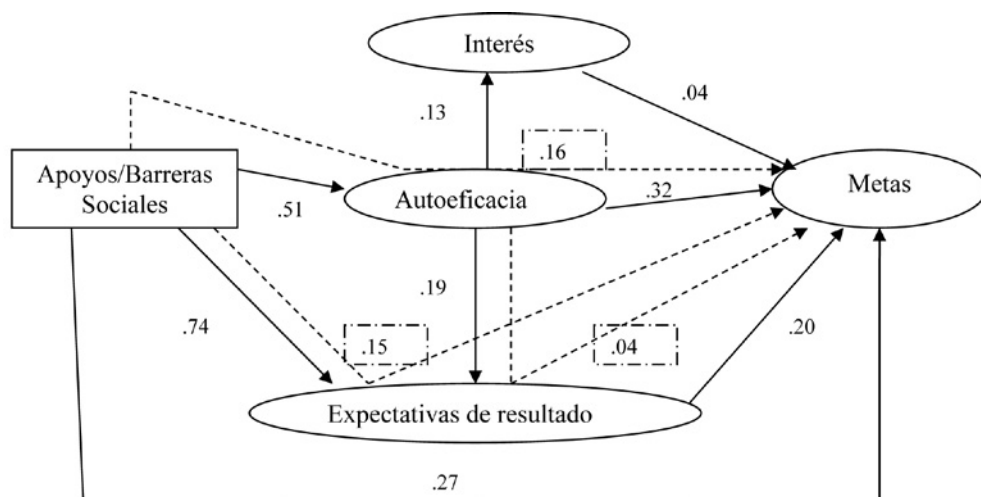 Interés
.13
.04
.16
Apoyos/Barreras
Sociales
.51
Autoeficacia
.32
Metas
.19
.74
.15
.04
.20
Expectativas de resultado
.27